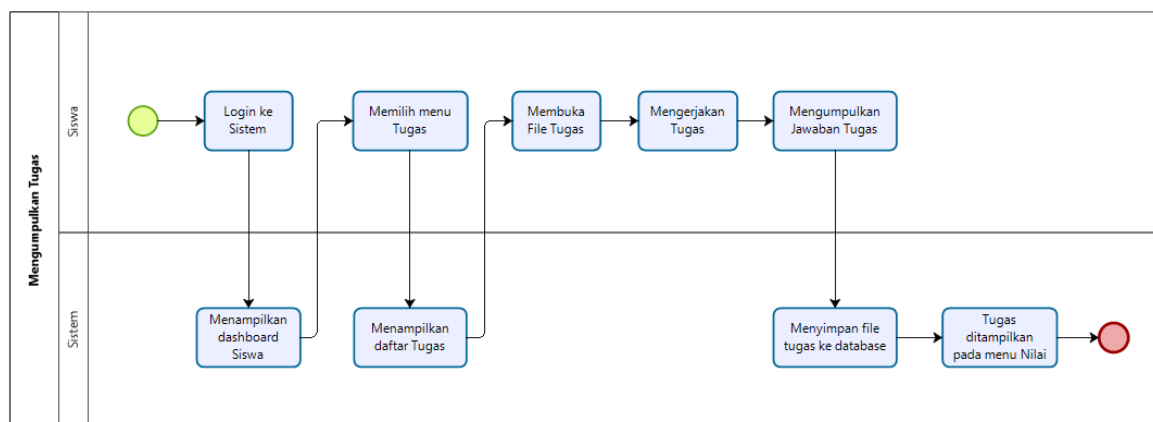 Mengumpulkan Tugas
Siswa
Login ke
Sistem
Memilih menu
Tugas
Membuka
File Tugas
Mengerjakan
Tugas
Mengumpulkan
Jawaban Tugas
Sistem
Menampilkan
dashboard
Siswa
Menampilkan
daftar Tugas
Menyimpan file
tugas ke database
Tugas
ditampilkan
pada menu Nilai